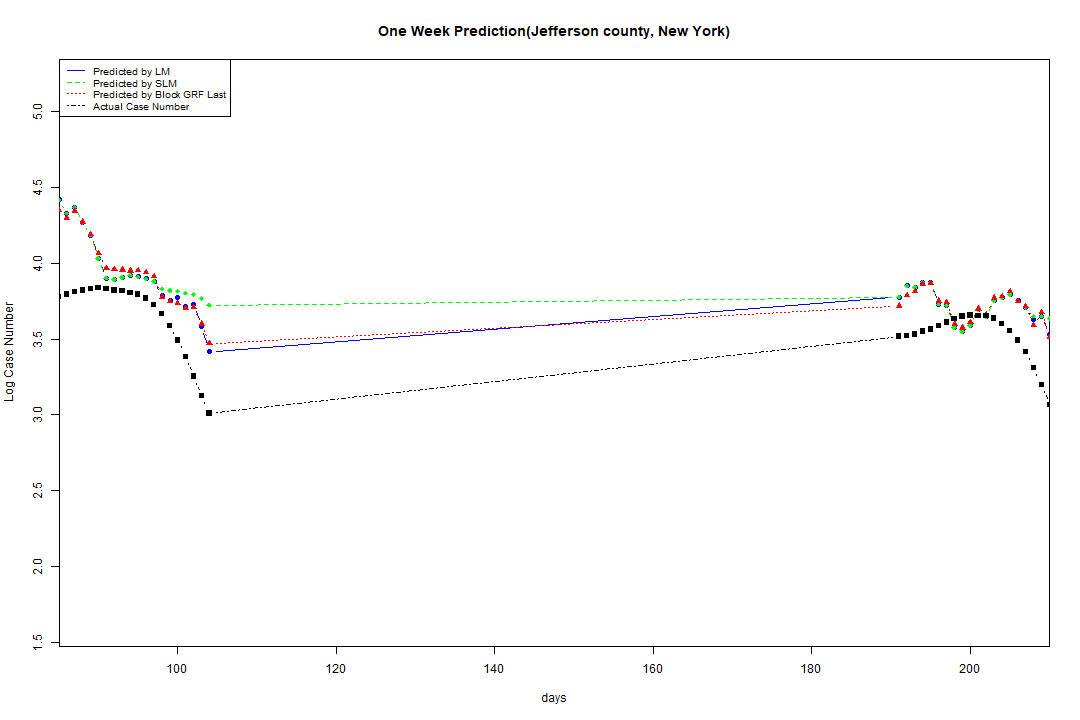 One Week Prediction(Jefferson county, New York)
Predicted by LM
Predicted by SLM
Predicted by Block GRF Last
Actual Case Number
5.0
4.5
4.0
3.5
3.0
2.5
2.0
1.5
Log Case Number
100 120 140 160 180 200
days